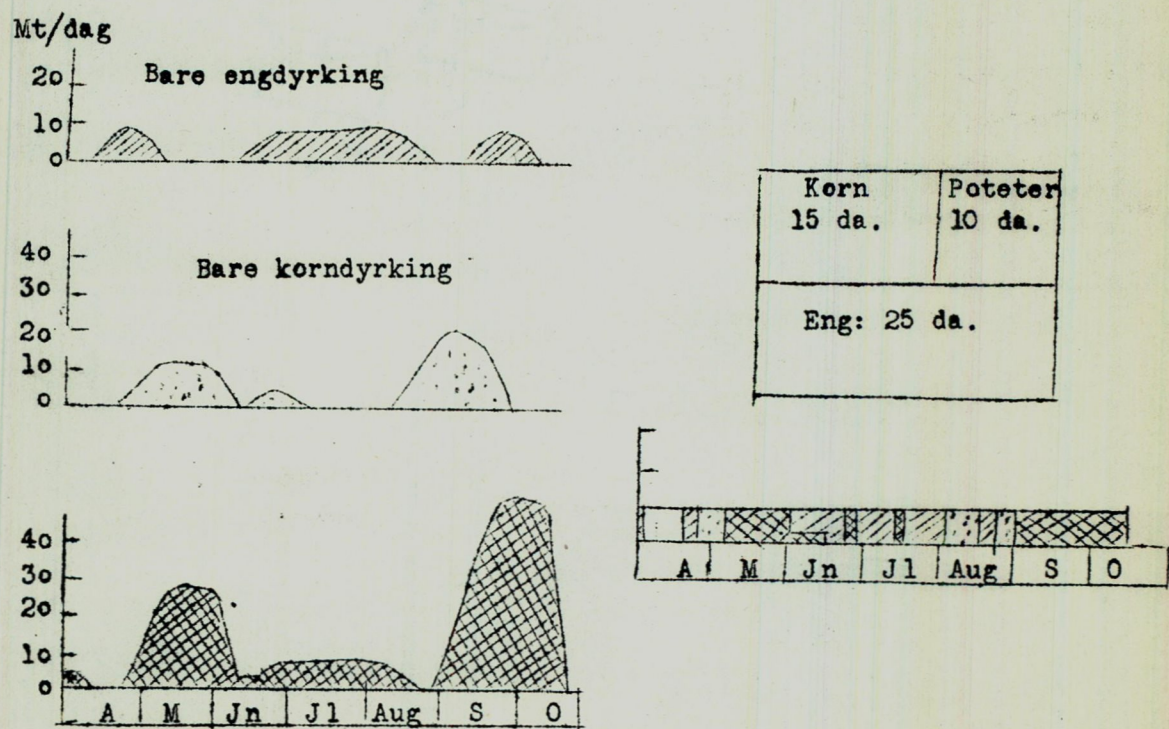 Mt/dag
20
Bare engdyrking
10
0
40
Bare korndyrking
30
20
10
0
40
30
20
10
0
A M Jn Jl Aug S O
Korn Poteter
15 da. 10 da.
Eng: 25 da.
A M Jn Jl Aug S O